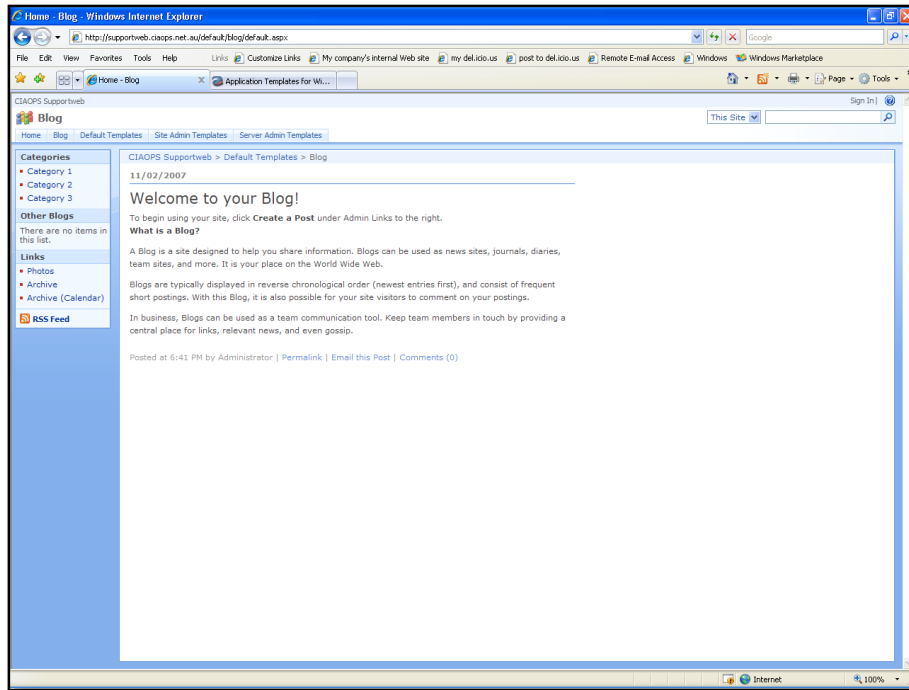 Home - Blog - Windows Internet Explorer
http://supportweb.ciaops.net.au/default/blog/default.aspx
Google
File Edit View Favorites Tools Help Links Customize Links My company's internal Web site my del.icio.us post to del.icio.us Remote E-mail Access Windows Windows Marketplace
Home - Blog Application Templates for Wi... Page Tools
CIAOPS Supportweb Sign In |
Blog This Site
Home Blog Default Templates Site Admin Templates Server Admin Templates
Categories
Category 1
Category 2
Category 3
Other Blogs
There are no items in
this list.
Links
Photos
Archive
Archive (Calendar)
RSS Feed
CIAOPS Supportweb > Default Templates > Blog
11/02/2007
Welcome to your Blog!
To begin using your site, click Create a Post under Admin Links to the right.
What is a Blog?
A Blog is a site designed to help you share information. Blogs can be used as news sites, journals, diaries,
team sites, and more. It is your place on the World Wide Web.
Blogs are typically displayed in reverse chronological order (newest entries first), and consist of frequent
short postings. With this Blog, it is also possible for your site visitors to comment on your postings.
In business, Blogs can be used as a team communication tool. Keep team members in touch by providing a
central place for links, relevant news, and even gossip.
Posted at 6:41 PM by Administrator | Permalink | Email this Post | Comments (0)
Internet 100%